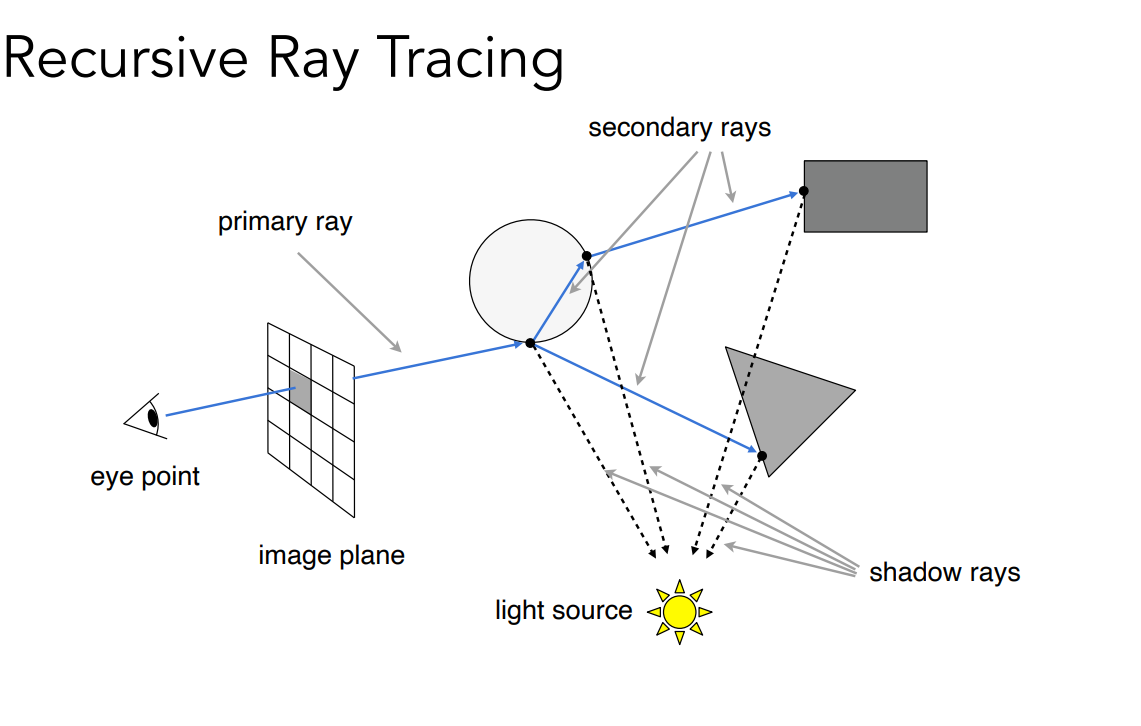 Recursive Ray Tracing
secondary rays
primary ray
eye point
image plane
shadow rays
light source